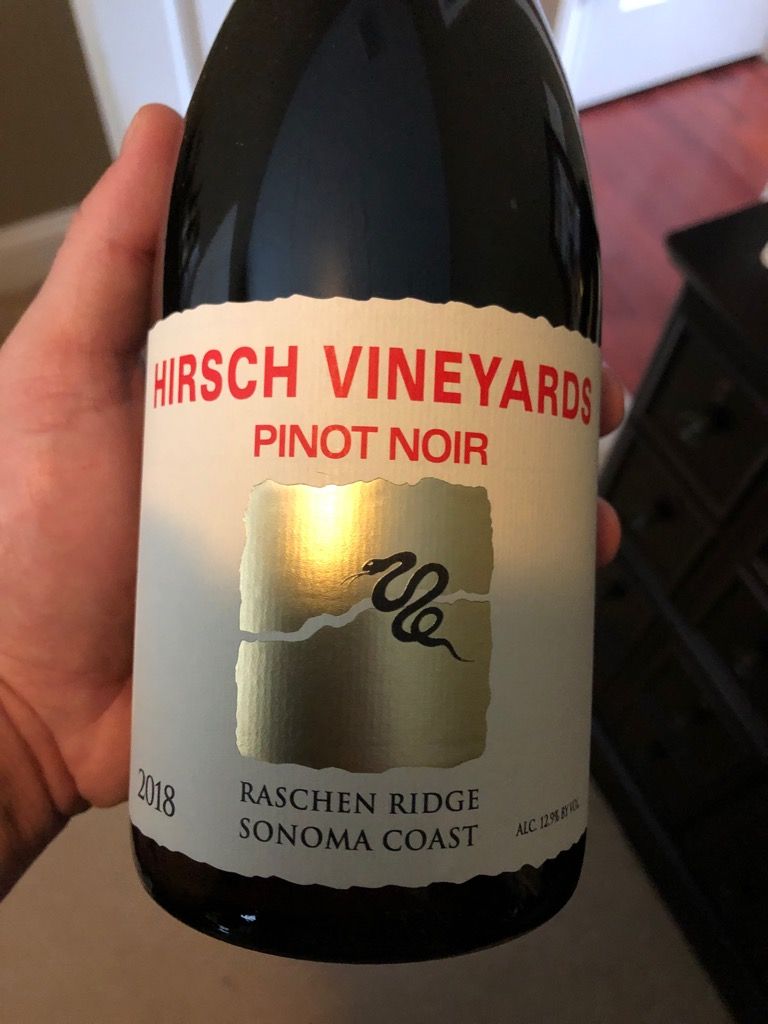 HIRSCH VINEYARDS
PINOT NOIR
2018
RASCHEN RIDGE
SONOMA COAST
ALC. 12.9% BY VOL.